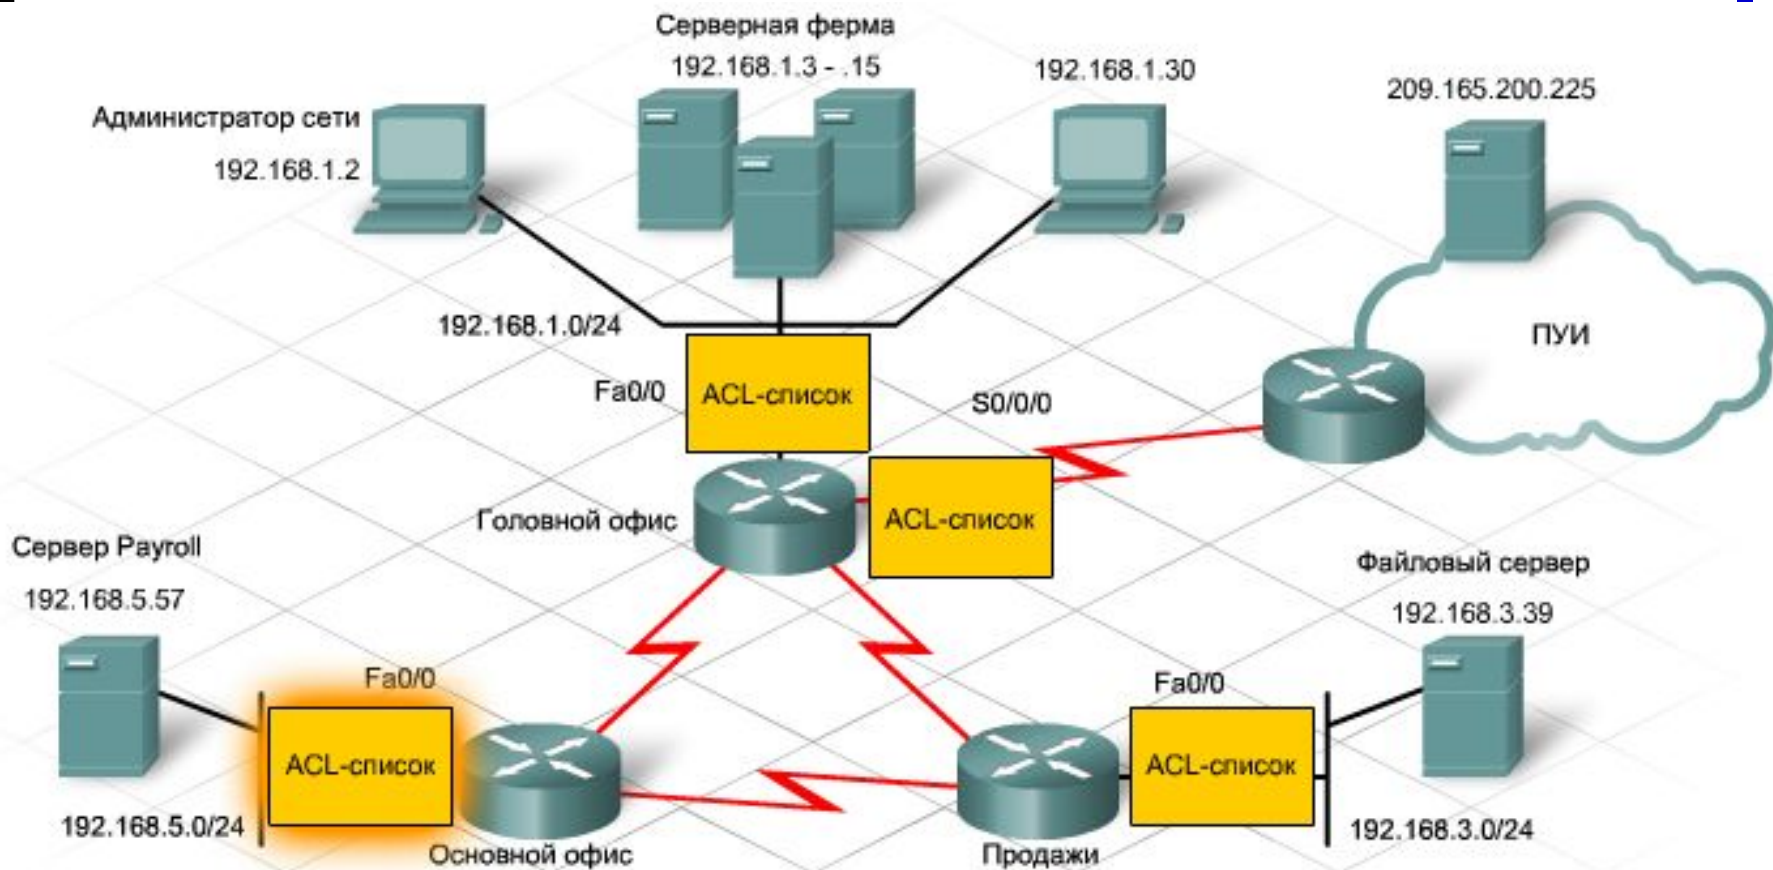 Серверная ферма
192.168.1.3 - .15
192.168.1.30
209.165.200.225
Администратор сети
192.168.1.2
192.168.1.0/24
ПУИ
Fa0/0
ACL-список
S0/0/0
Головной офис
ACL-список
Сервер Payroll
192.168.5.57
Файловый сервер
192.168.3.39
Fa0/0
Fa0/0
ACL-список
ACL-список
192.168.5.0/24
192.168.3.0/24
Основной офис
Продажи